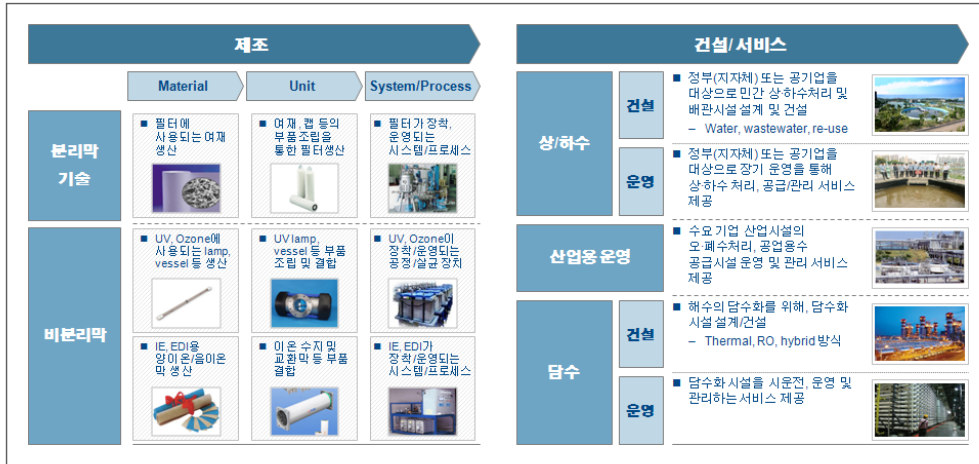 제조
Material
Unit
System/Process
분리막
기술
■ 필터에
사용되는 여재
생산
■ 여재, 캡 등의
부품조립을
통한 필터생산
■ 필터가 장착,
운영되는
시스템/프로세스
비분리막
■ UV, Ozone에
사용되는 lamp,
vessel 등 생산
■ UV lamp,
vessel 등 부품
조립 및 결합
■ UV, Ozone이
장착/운영되는
공정/살균 장치
■ IE, EDI용
양이온/음이온
막 생산
■ 이온 수지 및
교환막 등 부품
결합
■ IE, EDI가
장착/운영되는
시스템/프로세스
건설/서비스
상/하수
건설
■ 정부(지자체) 또는 공기업을
대상으로 민간 상·하수처리 및
배관시설 설계 및 건설
– Water, wastewater, re-use
운영
■ 정부(지자체) 또는 공기업을
대상으로 장기 운영을 통해
상·하수 처리, 공급/관리 서비스
제공
산업용 운영
■ 수요 기업 산업시설의
오·폐수처리, 공업용수
공급시설 운영 및 관리 서비스
제공
담수
건설
■ 해수의 담수화를 위해, 담수화
시설 설계/건설
– Thermal, RO, hybrid 방식
운영
■ 담수화 시설을 시운전, 운영 및
관리하는 서비스 제공